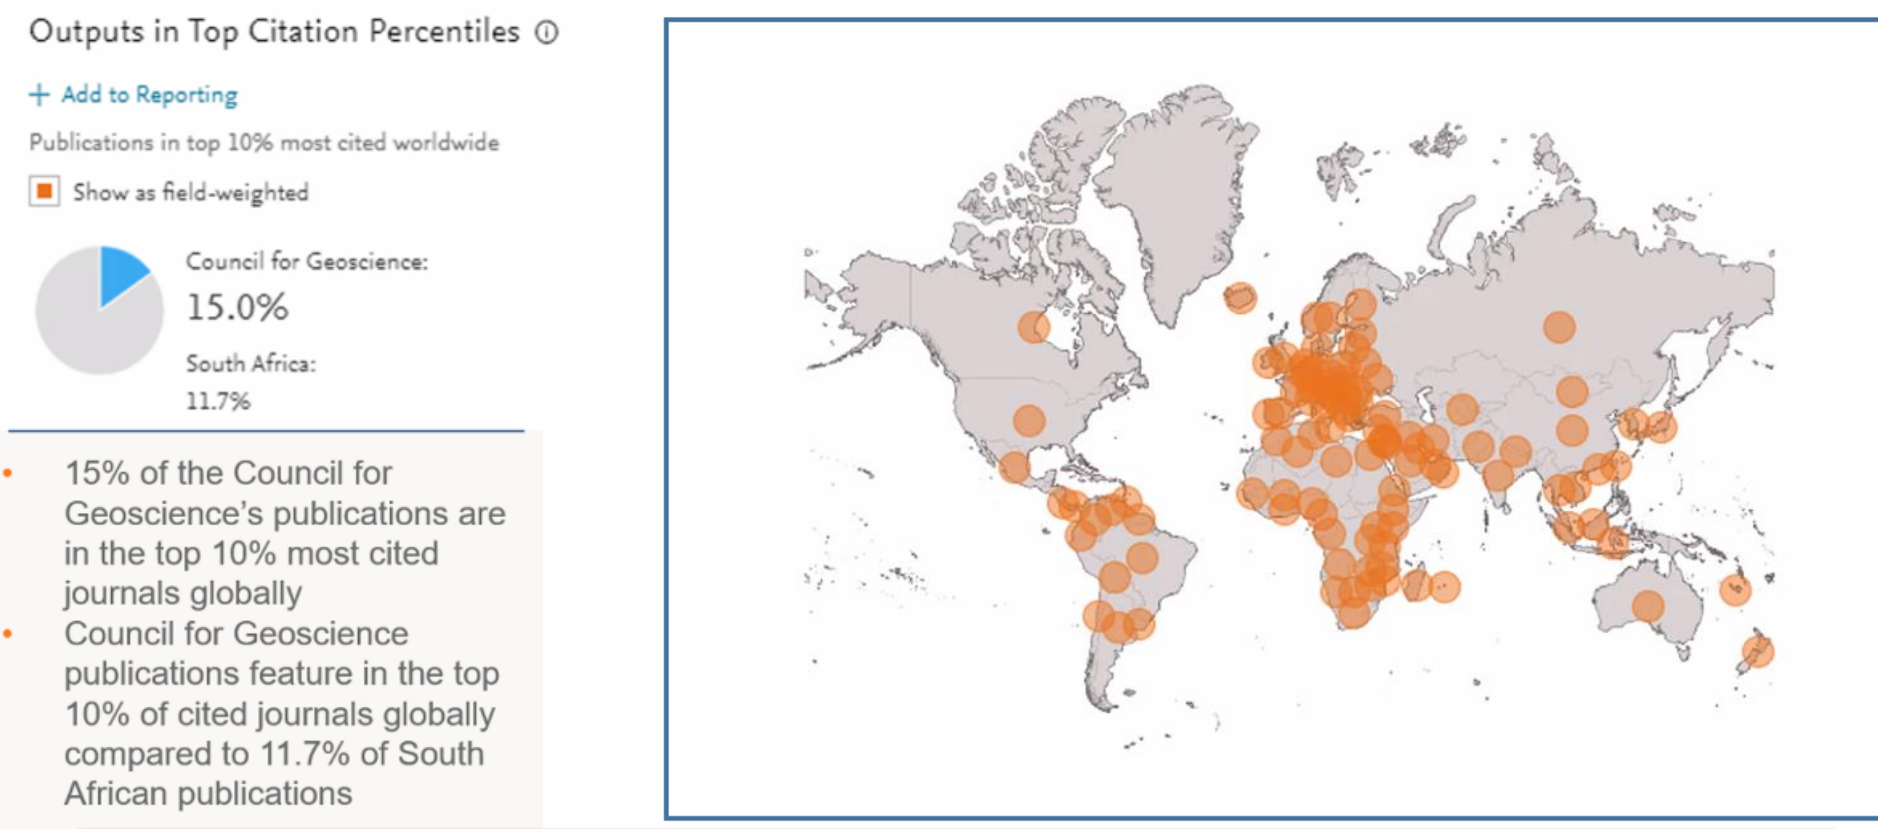 Outputs in Top Citation Percentiles ⓘ
+ Add to Reporting
Publications in top 10% most cited worldwide
Show as field-weighted
Council for Geoscience:
15.0%
South Africa:
11.7%
• 15% of the Council for
Geoscience’s publications are
in the top 10% most cited
journals globally
• Council for Geoscience
publications feature in the top
10% of cited journals globally
compared to 11.7% of South
African publications